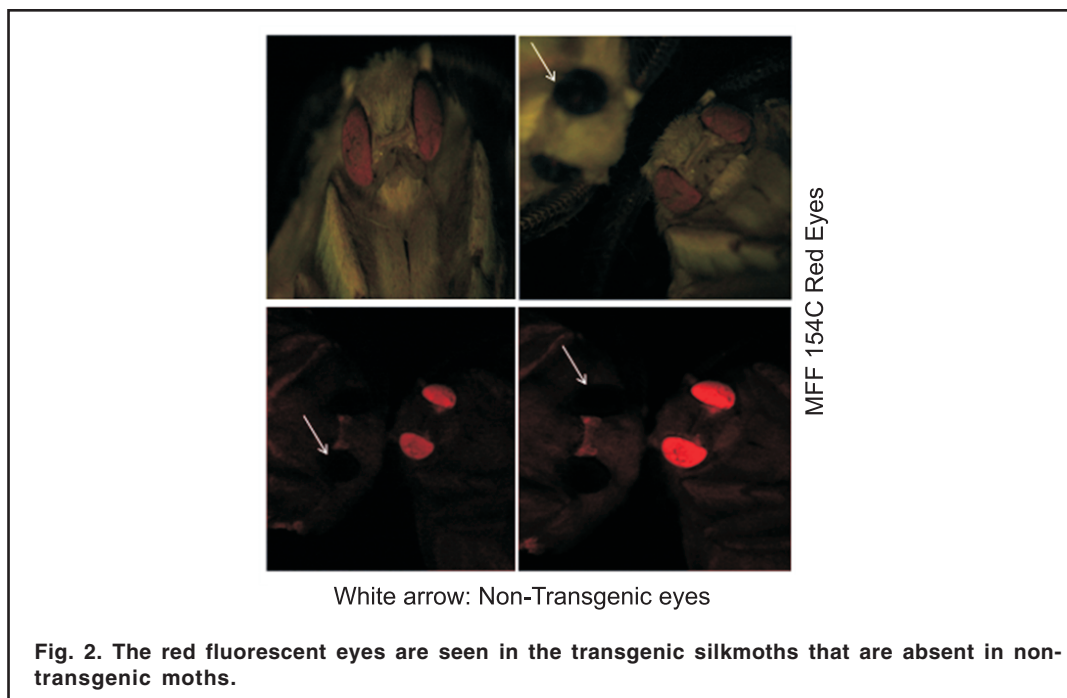 MFF 154C Red Eyes
White arrow: Non-Transgenic eyes
Fig. 2. The red fluorescent eyes are seen in the transgenic silkmoths that are absent in non-
transgenic moths.